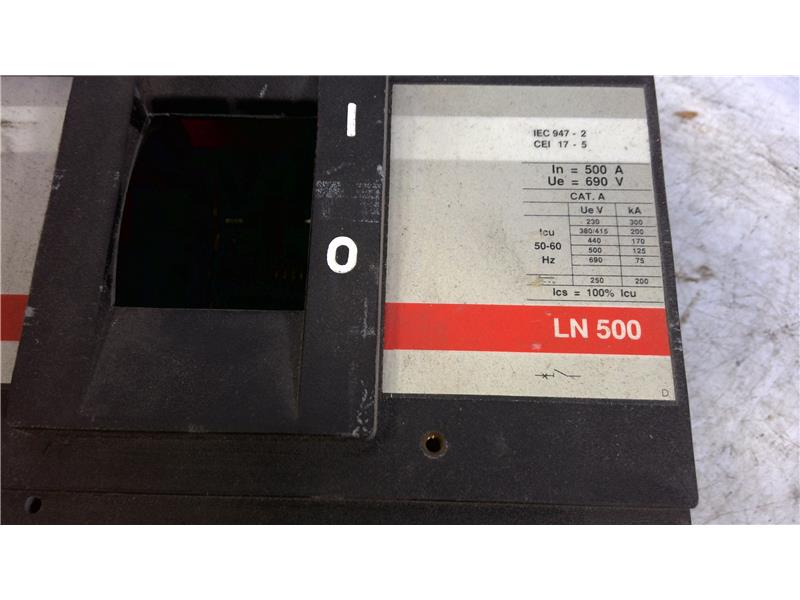 I
O
IEC 947 - 2
CEI 17 - 5
In = 500 A
Ue = 690 V
CAT. A
Ue V kA
Icu 50-60 Hz
230 300
380/415 200
440 170
500 125
690 75
250 200
Ics = 100% Icu
LN 500
D